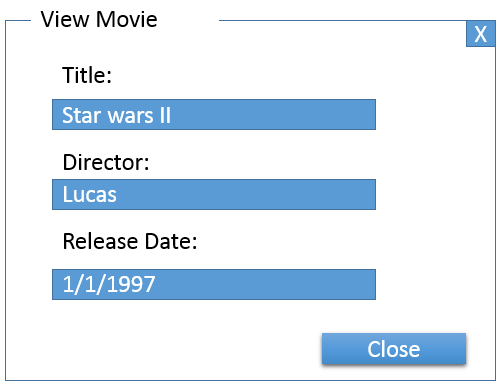 View Movie
X
Title:
Star wars II
Director:
Lucas
Release Date:
1/1/1997
Close